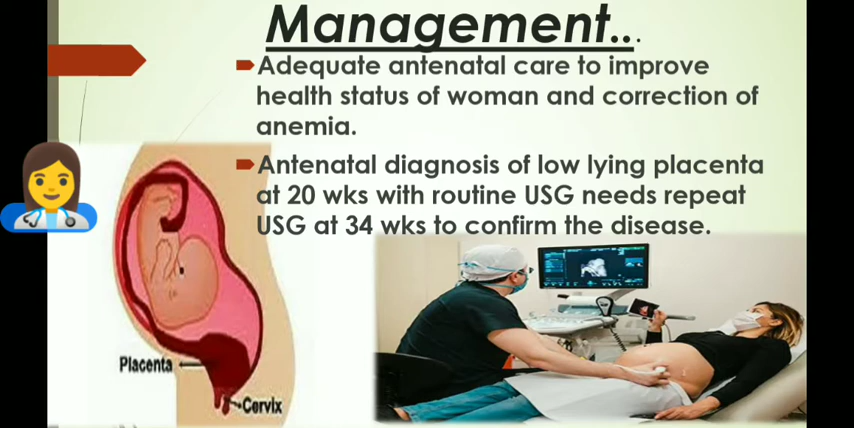 Management...
Adequate antenatal care to improve
health status of woman and correction of
anemia.
Antenatal diagnosis of low lying placenta
at 20 wks with routine USG needs repeat
USG at 34 wks to confirm the disease.
Placenta
Cervix